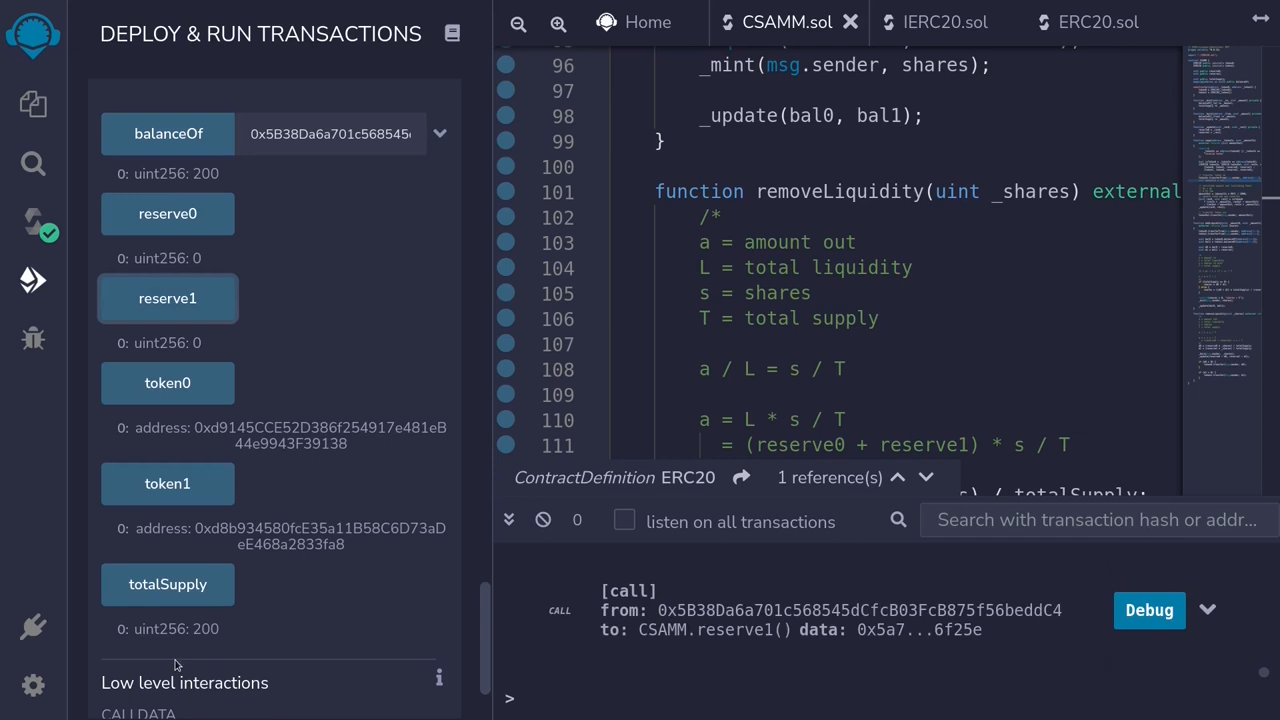 DEPLOY & RUN TRANSACTIONS
balanceOf 0x5B38Da6a701c568545
0: uint256: 200
reserve0
0: uint256: 0
reserve1
0: uint256: 0
token0
0: address: 0xd9145CCE52D386f254917e481eB
44e9943F39138
token1
0: address: 0xd8b934580fcE35a11B58C6D73aD
eE468a2833fa8
totalSupply
0: uint256: 200
Low level interactions
CALLDATA
Home CSAMM.sol IERC20.sol ERC20.sol
96 _mint(msg.sender, shares);
97
98 _update(bal0, bal1);
99 }
100
101 function removeLiquidity(uint _shares) external
102 /*
103 a = amount out
104 L = total liquidity
105 s = shares
106 T = total supply
107
108 a / L = s / T
109
110 a = L * s / T
111 = (reserve0 + reserve1) * s / T
ContractDefinition ERC20 1 reference(s)
) / totalSupply;
0 listen on all transactions Search with transaction hash or addr...
[call]
CALL from: 0x5B38Da6a701c568545dCfcB03FcB875f56beddC4
to: CSAMM.reserve1() data: 0x5a7...6f25e
Debug
>